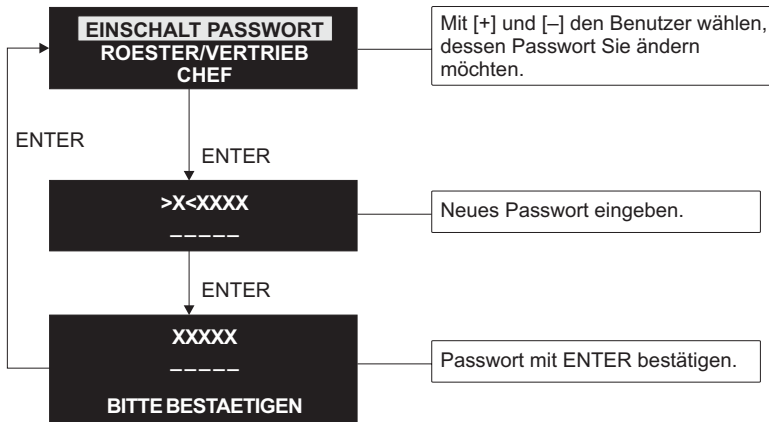 EINSCHALT PASSWORT
ROESTER/VERTRIEB
CHEF
Mit [+] und [–] den Benutzer wählen,
dessen Passwort Sie ändern
möchten.
ENTER
ENTER
>X<XXXX
_ _ _ _ _
Neues Passwort eingeben.
ENTER
XXXXX
_ _ _ _ _
BITTE BESTAETIGEN
Passwort mit ENTER bestätigen.